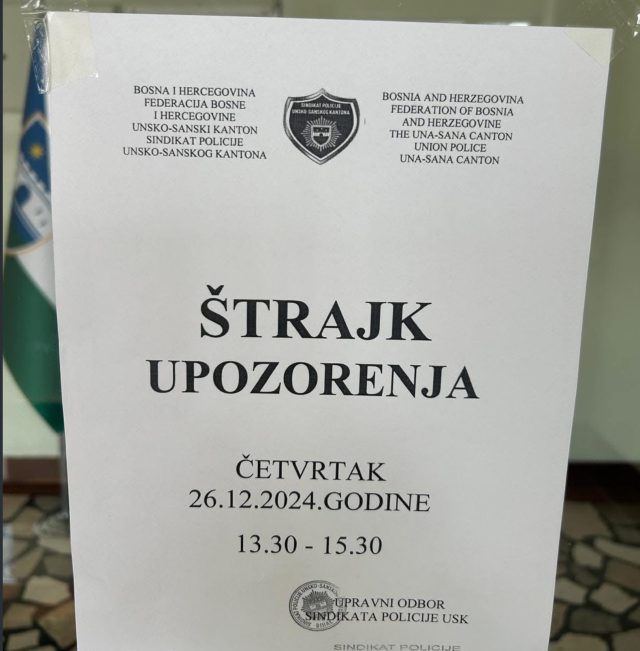 BOSNA I HERCEGOVINA
FEDERACIJA BOSNE
I HERCEGOVINE
UNSKO-SANSKI KANTON
SINDIKAT POLICIJE
UNSKO-SANSKOG KANTONA
SINDIKAT POLICIJE
UNSKO-SANSKOG KANTONA
BOSNIA AND HERZEGOVINA
FEDERATION OF BOSNIA
AND HERZEGOVINE
THE UNA-SANA CANTON
UNION POLICE
UNA-SANA CANTON
ŠTRAJK
UPOZORENJA
ČETVRTAK
26.12.2024.GODINE
13.30 - 15.30
UPRAVNI ODBOR
SINDIKATA POLICIJE USK
SINDIKAT POLICIJE